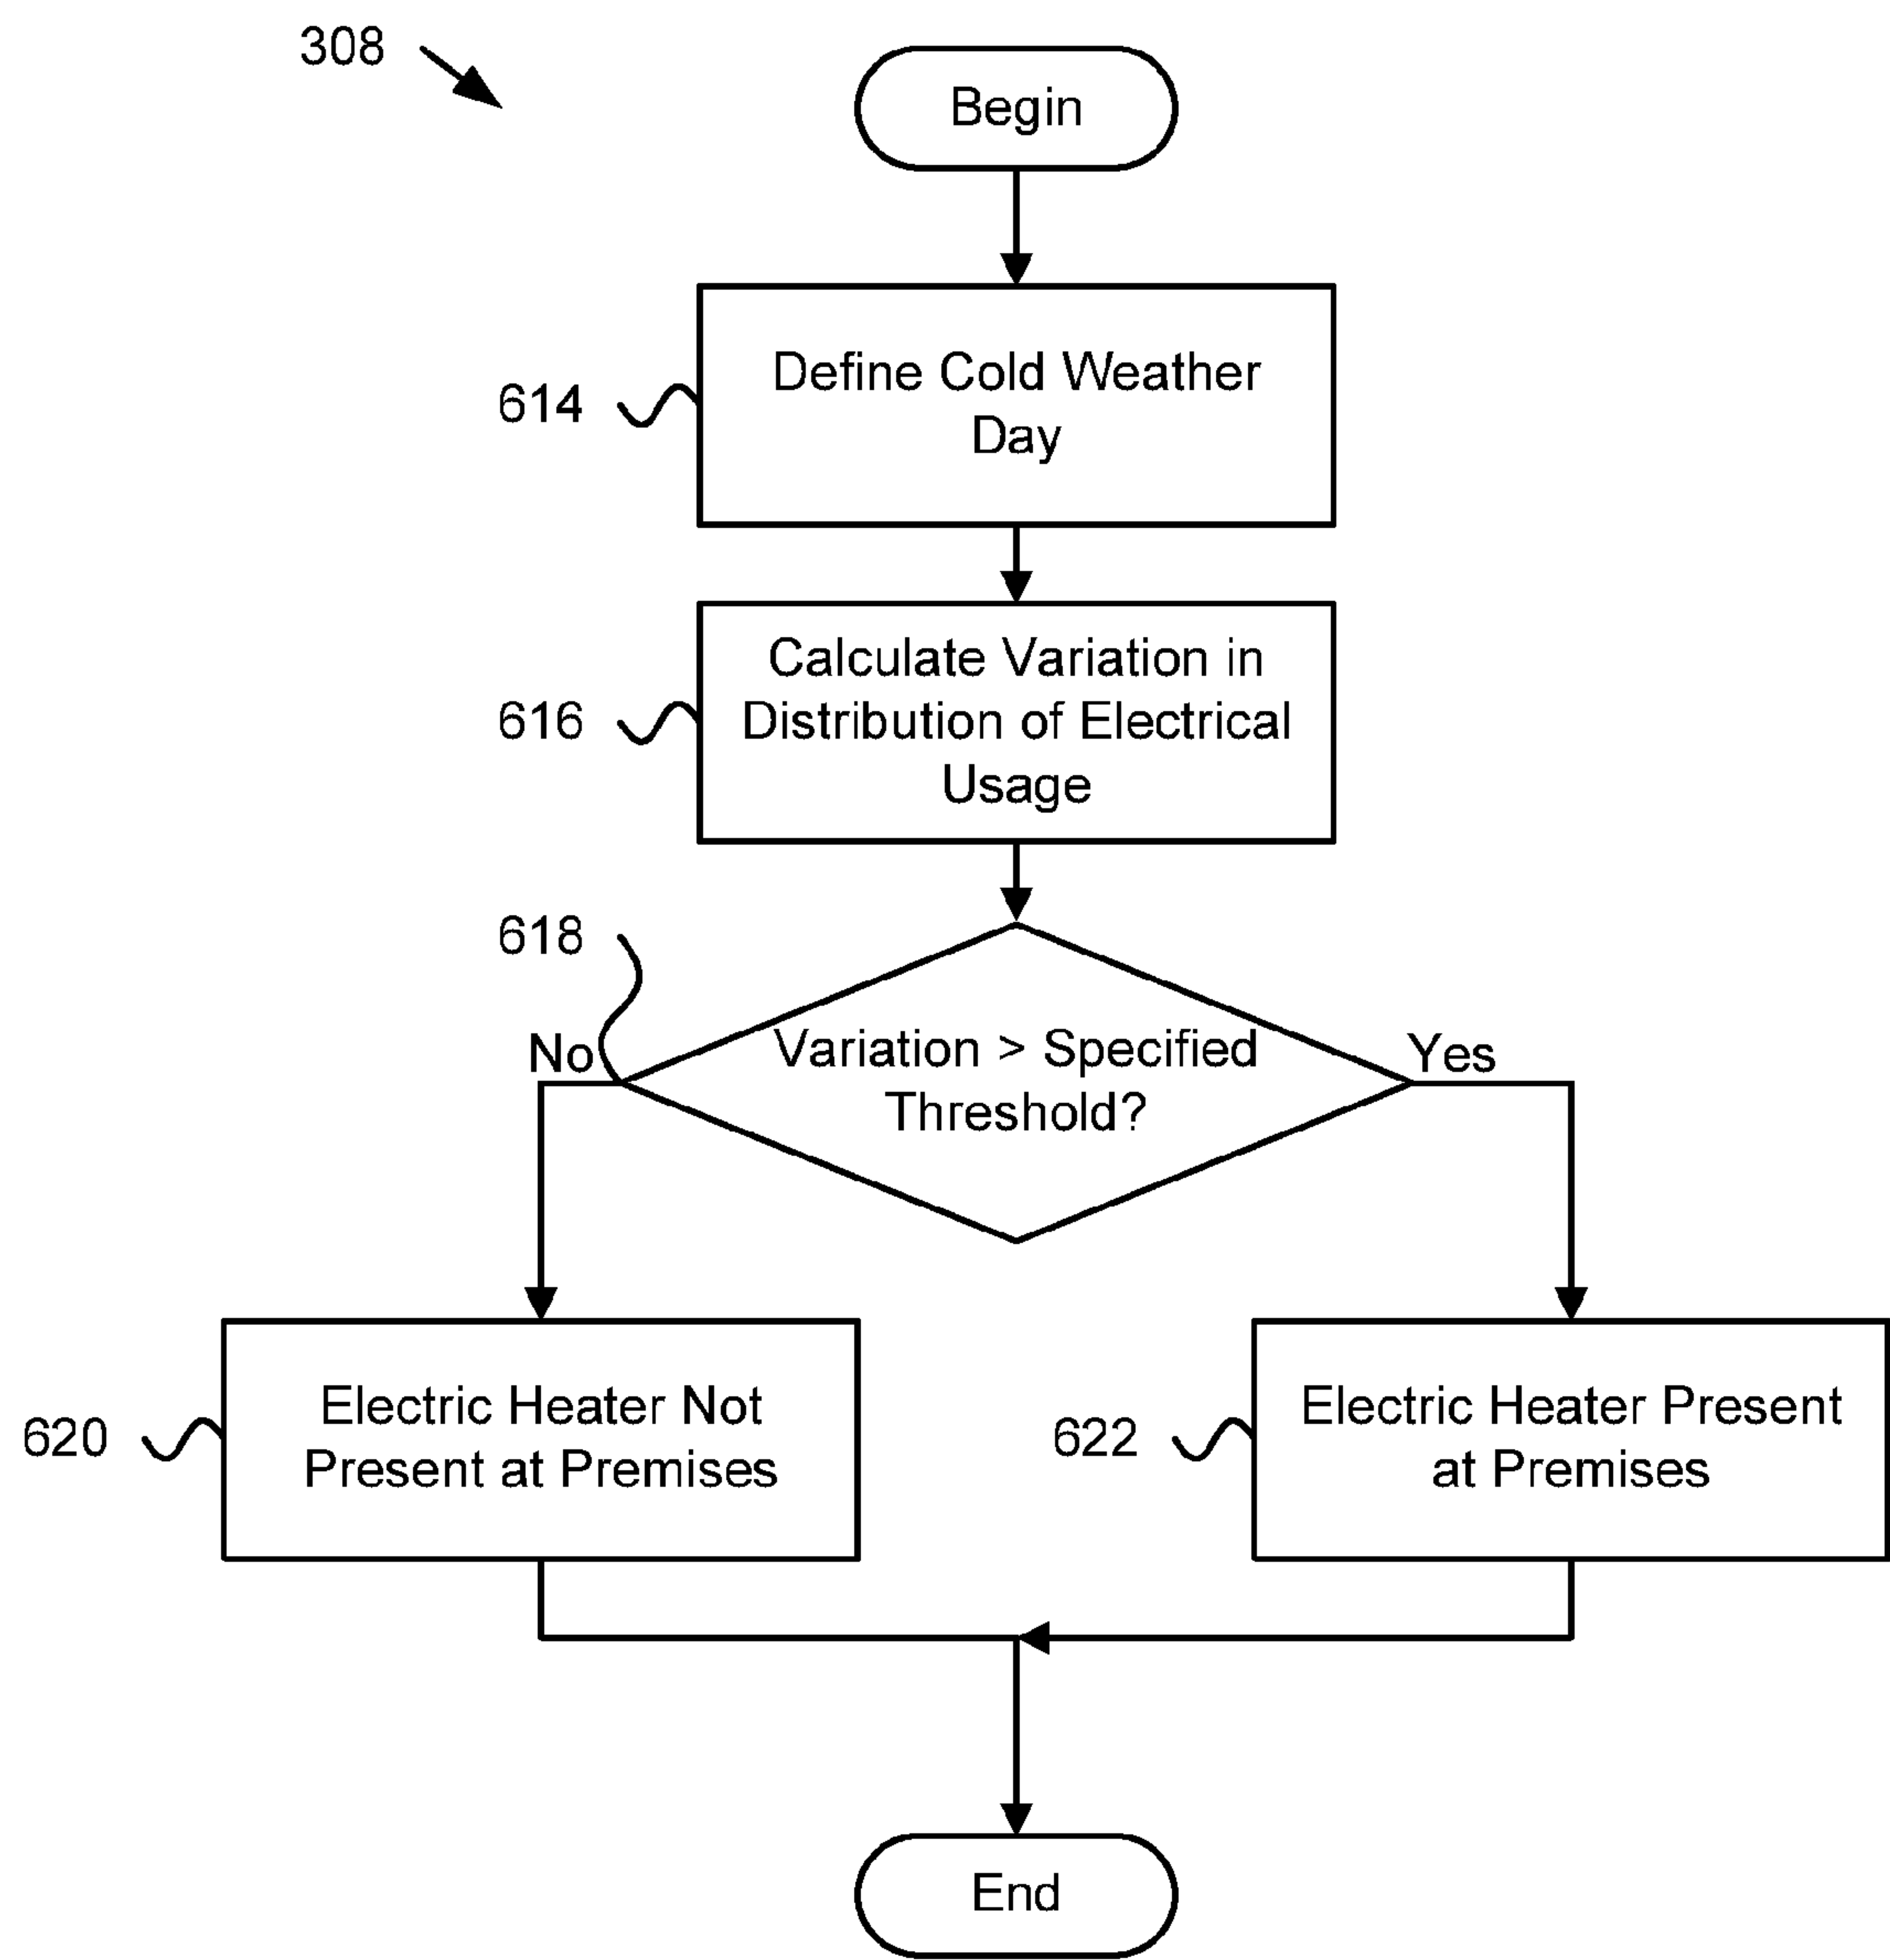 308
Begin
614
Define Cold Weather
Day
616
Calculate Variation in
Distribution of Electrical
Usage
618
No
Variation > Specified
Threshold?
Yes
620
Electric Heater Not
Present at Premises
622
Electric Heater Present
at Premises
End